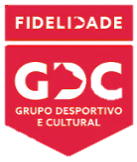 FIDELIDADE
GDC
GRUPO DESPORTIVO
E CULTURAL